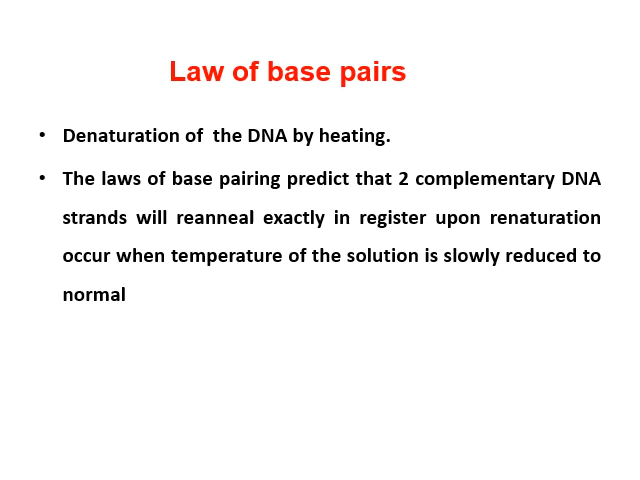 Law of base pairs
• Denaturation of  the DNA by heating.
• The laws of base pairing predict that 2 complementary DNA
strands will reanneal exactly in register upon renaturation
occur when temperature of the solution is slowly reduced to
normal